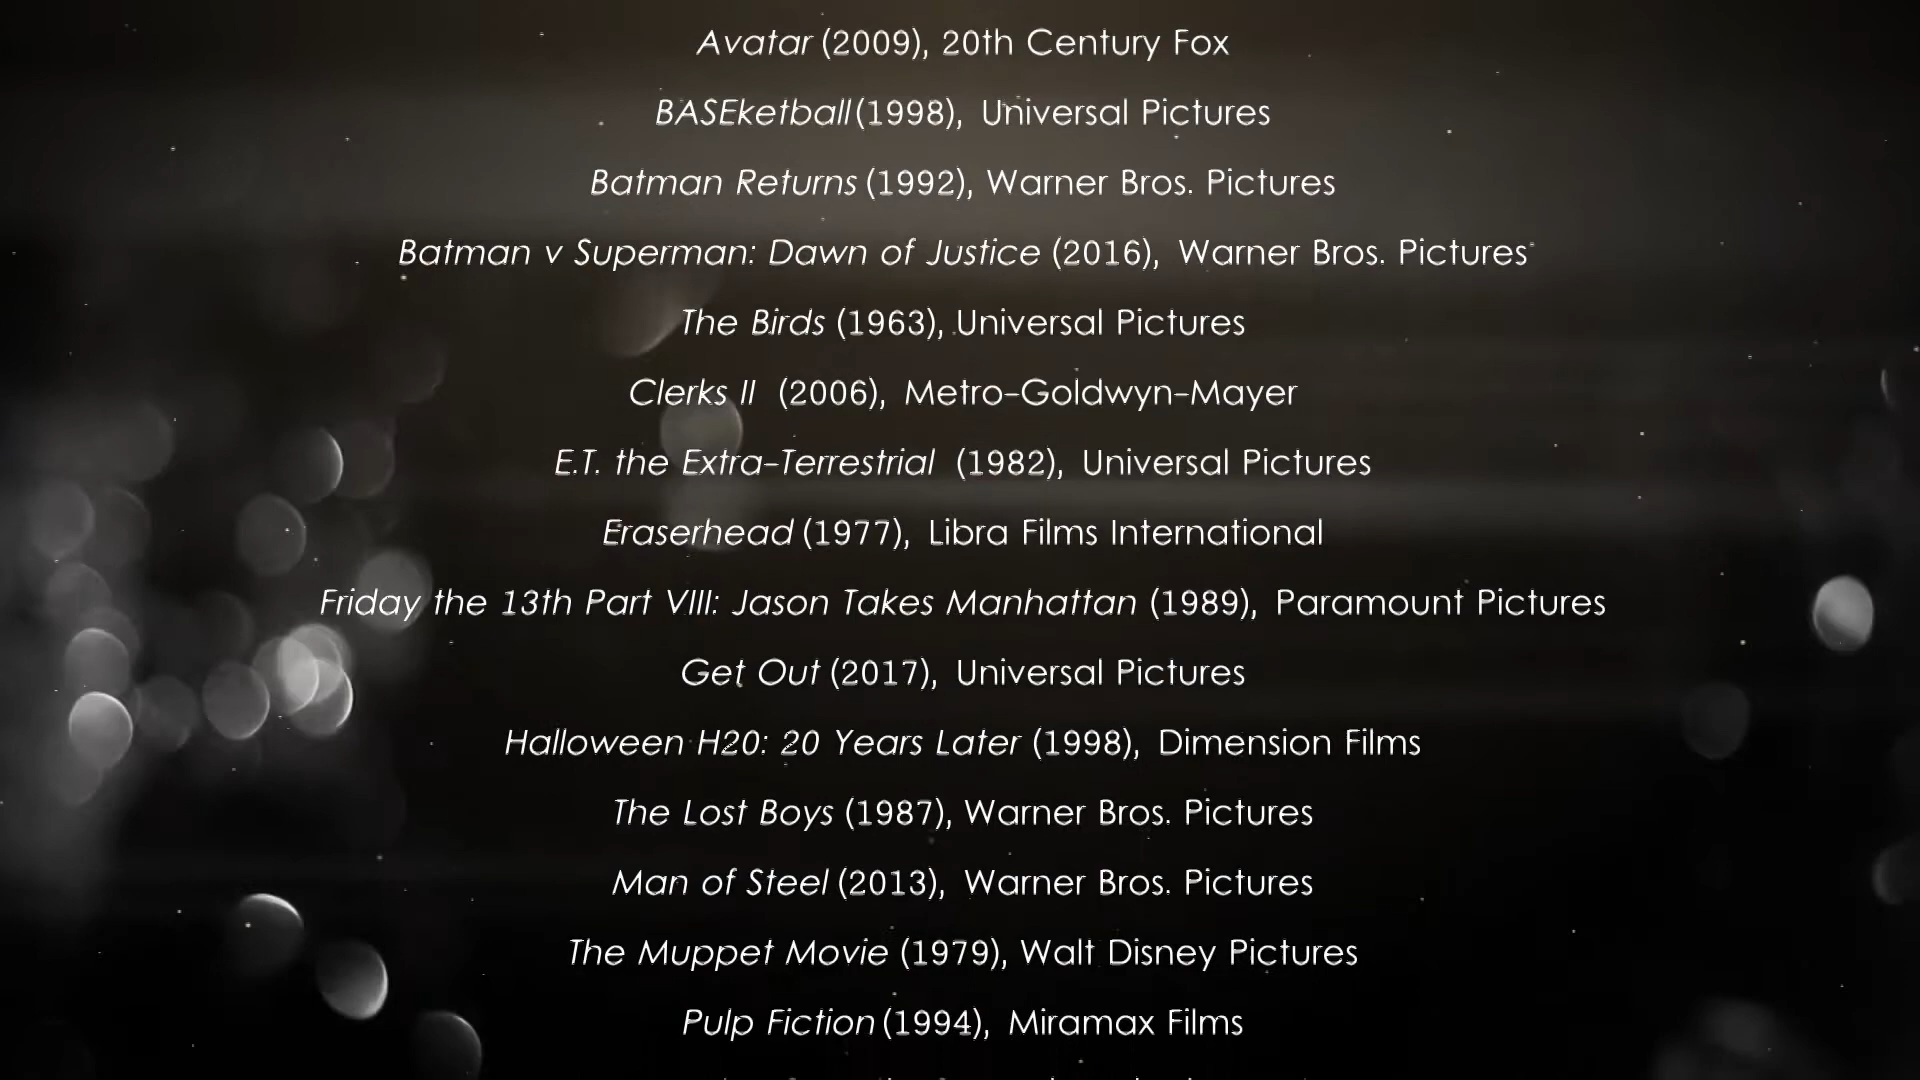 Avatar (2009), 20th Century Fox
BASEketball (1998), Universal Pictures
Batman Returns (1992), Warner Bros. Pictures
Batman v Superman: Dawn of Justice (2016), Warner Bros. Pictures
The Birds (1963), Universal Pictures
Clerks II (2006), Metro-Goldwyn-Mayer
E.T. the Extra-Terrestrial (1982), Universal Pictures
Eraserhead (1977), Libra Films International
Friday the 13th Part VIII: Jason Takes Manhattan (1989), Paramount Pictures
Get Out (2017), Universal Pictures
Halloween H20: 20 Years Later (1998), Dimension Films
The Lost Boys (1987), Warner Bros. Pictures
Man of Steel (2013), Warner Bros. Pictures
The Muppet Movie (1979), Walt Disney Pictures
Pulp Fiction (1994), Miramax Films